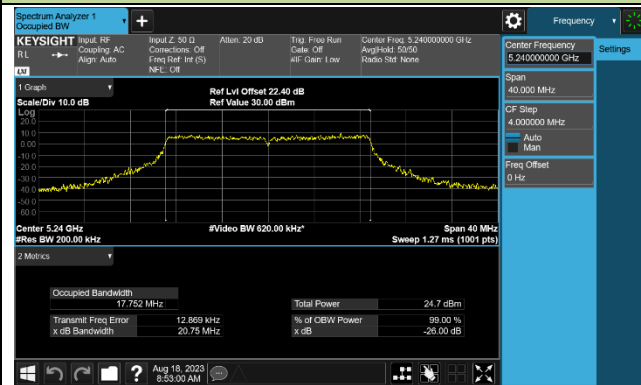 Spectrum Analyzer 1
Occupied BW
Frequency
KEYSIGHT
RL
LXI
Input: RF
Coupling: AC
Align: Auto
Input Z: 50 Ω
Corrections: Off
Freq Ref: Int (S)
NFE: Off
Atten: 20 dB
Trig: Free Run
Gate: Off
#IF Gain: Low
Center Freq: 5.240000000 GHz
Avg|Hold: 50/50
Radio Std: None
Center Frequency
5.240000000 GHz
Settings
Span
40.000 MHz
CF Step
4.000000 MHz
Auto
Man
Freq Offset
0 Hz
1 Graph
Scale/Div 10.0 dB
Ref Lvl Offset 22.40 dB
Ref Value 30.00 dBm
Log
20.0
10.0
0.00
-10.0
-20.0
-30.0
-40.0
-50.0
-60.0
Center 5.24 GHz
#Res BW 200.00 kHz
#Video BW 620.00 kHz*
Span 40 MHz
Sweep 1.27 ms (1001 pts)
2 Metrics
Occupied Bandwidth
17.752 MHz
Total Power 24.7 dBm
Transmit Freq Error 12.869 kHz
% of OBW Power 99.00 %
x dB Bandwidth 20.75 MHz
x dB -26.00 dB
?
Aug 18, 2023
8:53:00 AM